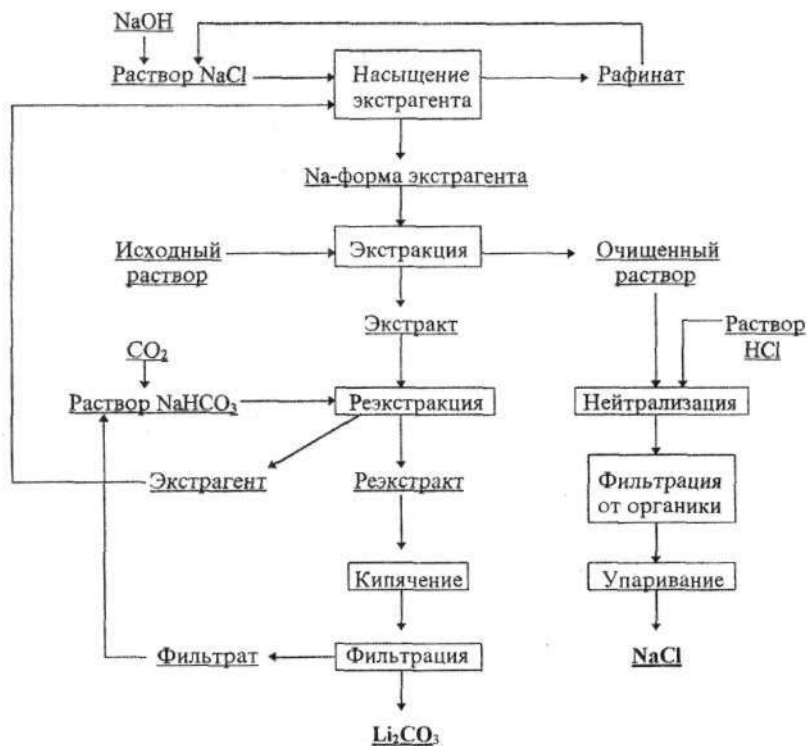 NaOH
Раствор NaCl
Насыщение
экстрагента
Рафинат
Na-форма экстрагента
Исходный
раствор
Экстракция
Очищенный
раствор
Экстракт
Раствор
HCl
CO₂
Раствор NaHCO₃
Реэкстракция
Нейтрализация
Экстрагент
Реэкстракт
Фильтрация
от органики
Кипячение
Упаривание
Фильтрат
Фильтрация
NaCl
Li₂CO₃